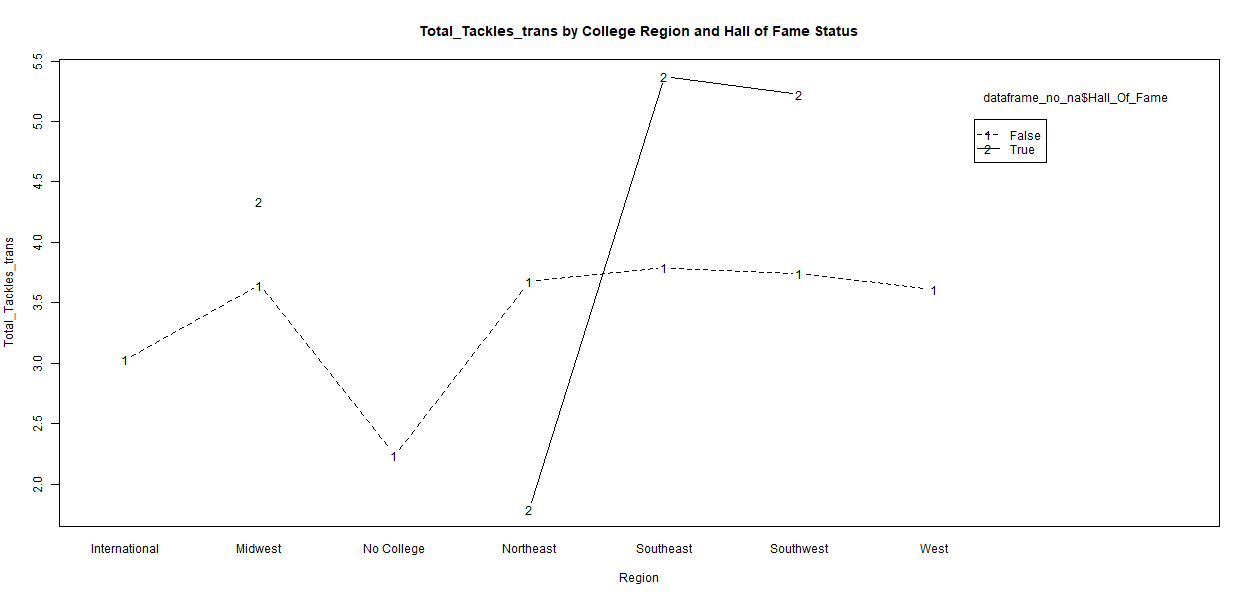 Total_Tackles_trans by College Region and Hall of Fame Status
5.5
5.0
4.5
4.0
3.5
3.0
2.5
2.0
Total_Tackles_trans
2
2
2
2
1
1
1
1
1
1
1
dataframe_no_na$Hall_Of_Fame
1 False
2 True
International Midwest No College Northeast Southeast Southwest West
Region